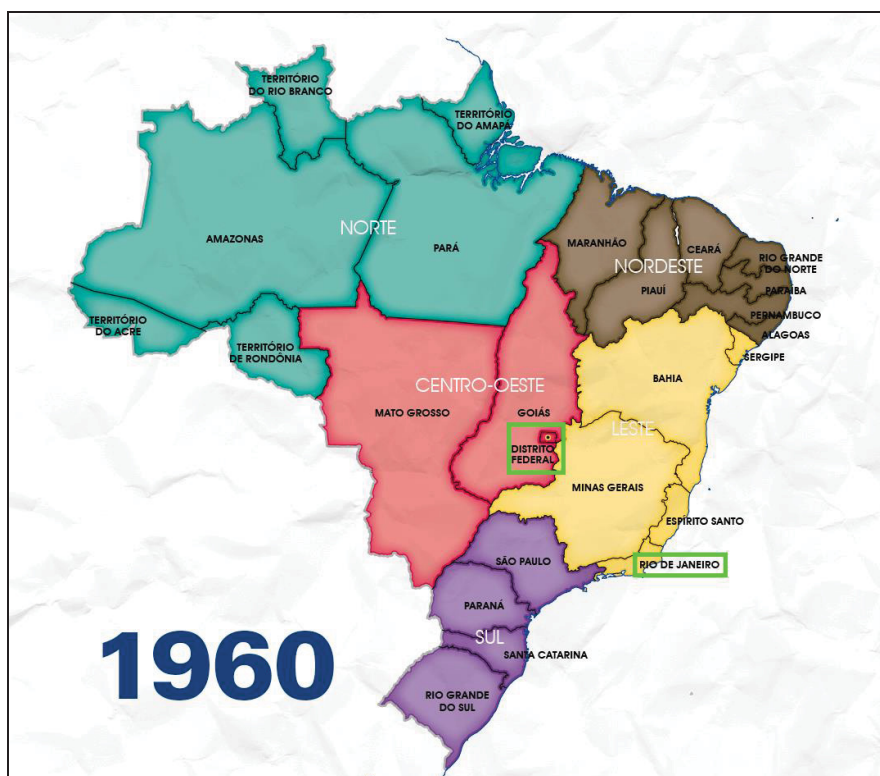 TERRITÓRIO
DO RIO BRANCO
TERRITÓRIO
DO AMAPÁ
AMAZONAS
NORTE
PARÁ
MARANHÃO
CEARÁ
NORDESTE
RIO GRANDE
DO NORTE
PIAUÍ
PARAÍBA
PERNAMBUCO
ALAGOAS
SERGIPE
TERRITÓRIO
DO ACRE
TERRITÓRIO
DE RONDÔNIA
BAHIA
CENTRO-OESTE
MATO GROSSO
GOIÁS
LESTE
DISTRITO
FEDERAL
MINAS GERAIS
ESPÍRITO SANTO
SÃO PAULO
RIO DE JANEIRO
PARANÁ
SUL
SANTA CATARINA
RIO GRANDE
DO SUL
1960